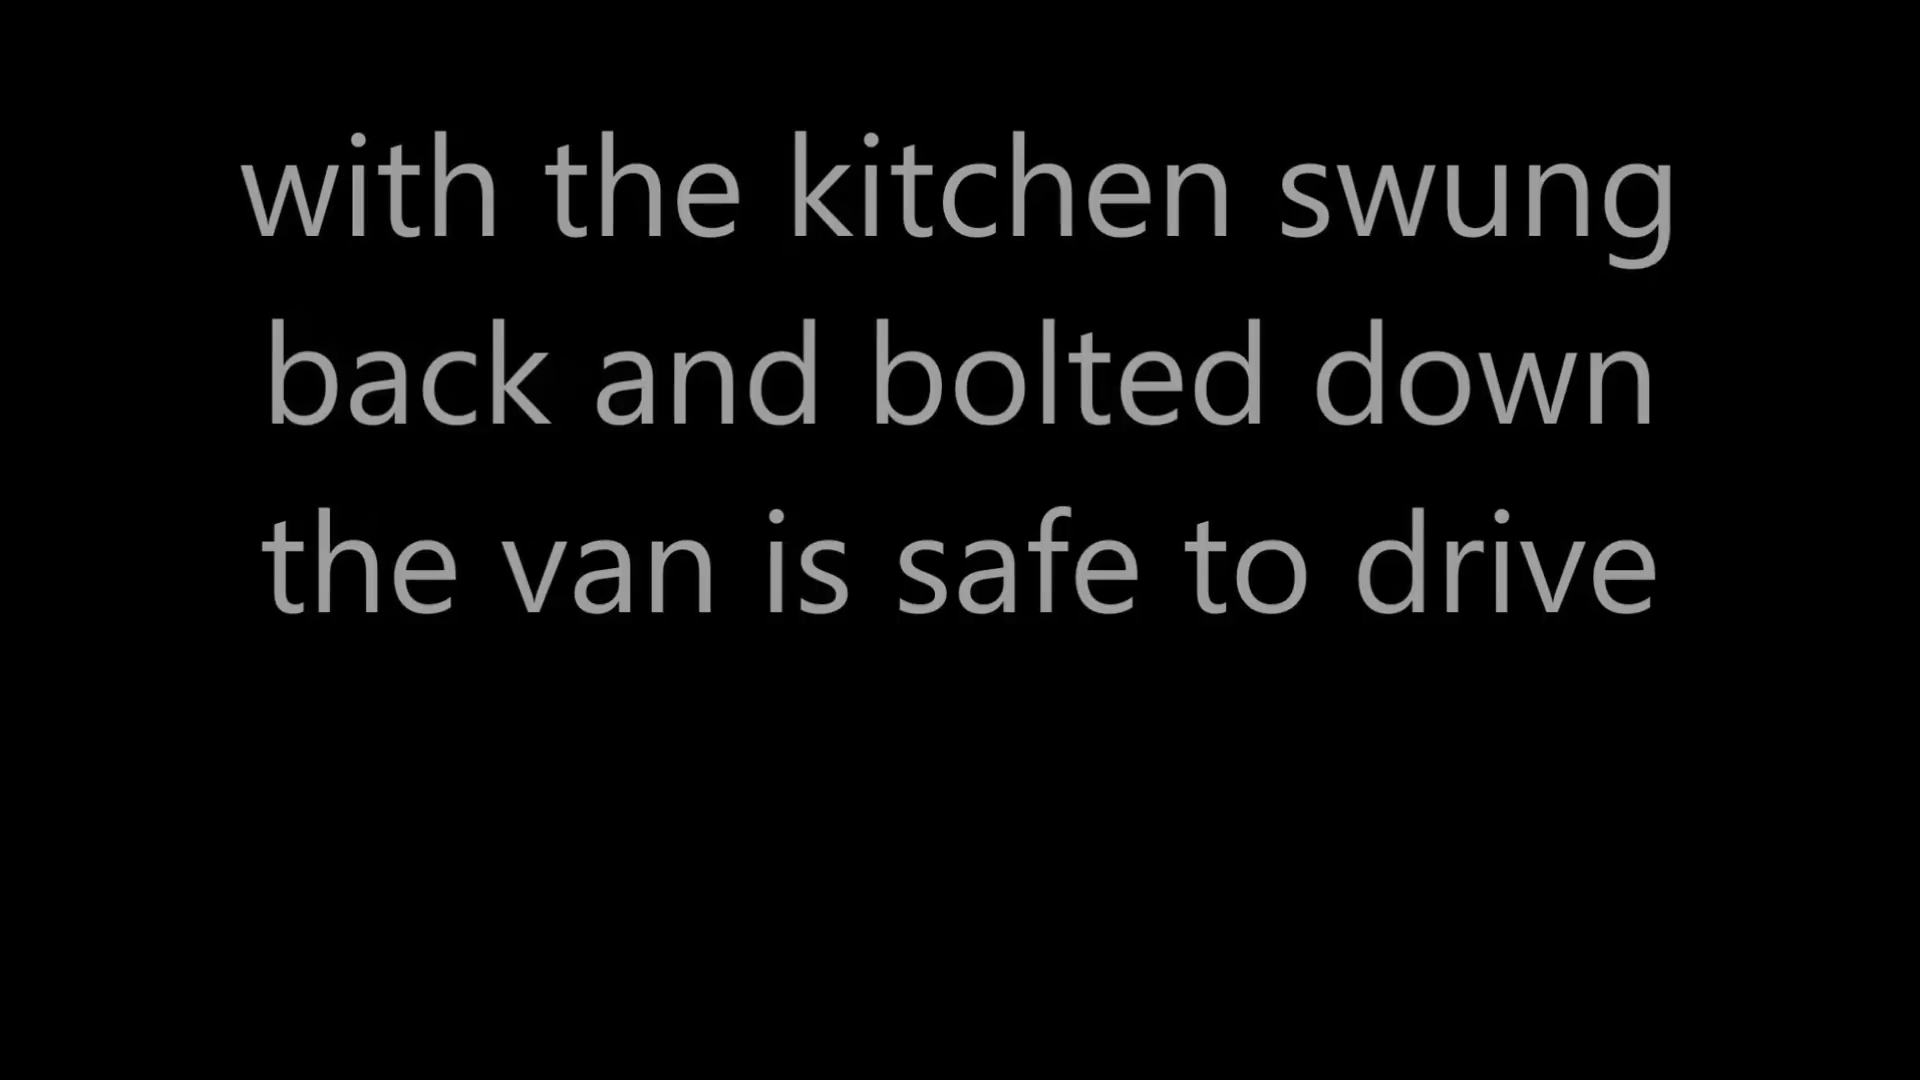 with the kitchen swung
back and bolted down
the van is safe to drive